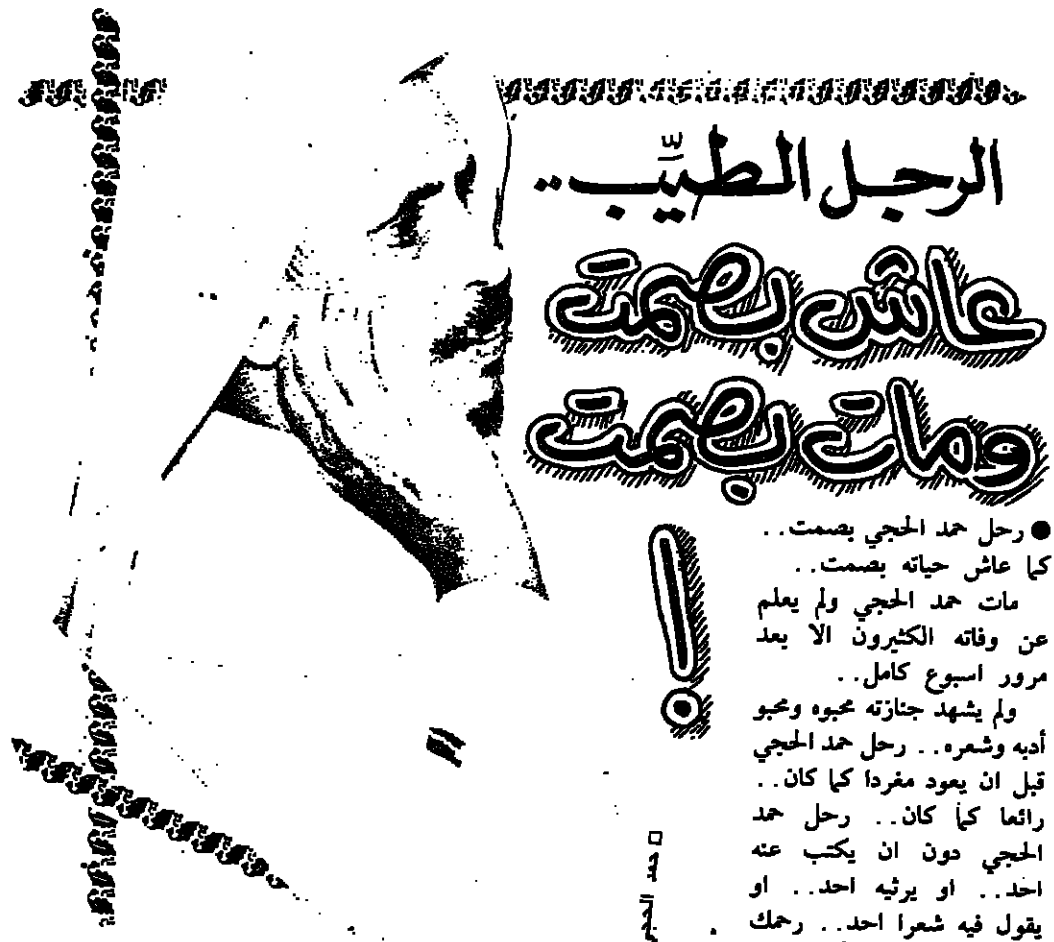 الرجل الطيّب..
عاش بصمت
ومات بصمت
!
● رحل حمد الحجي بصمت..
كما عاش حياته بصمت..
مات حمد الحجي ولم يعلم
عن وفاته الكثيرون الا بعد
مرور اسبوع كامل..
ولم يشهد جنازته محبوه ومحبو
أدبه وشعره.. رحل حمد الحجي
قبل ان يعود مغردا كما كان..
رائعا كما كان.. رحل حمد
الحجي دون ان يكتب عنه
احد.. او يرثيه احد.. او
يقول فيه شعرا احد.. رحمك
□ حمد الحجي